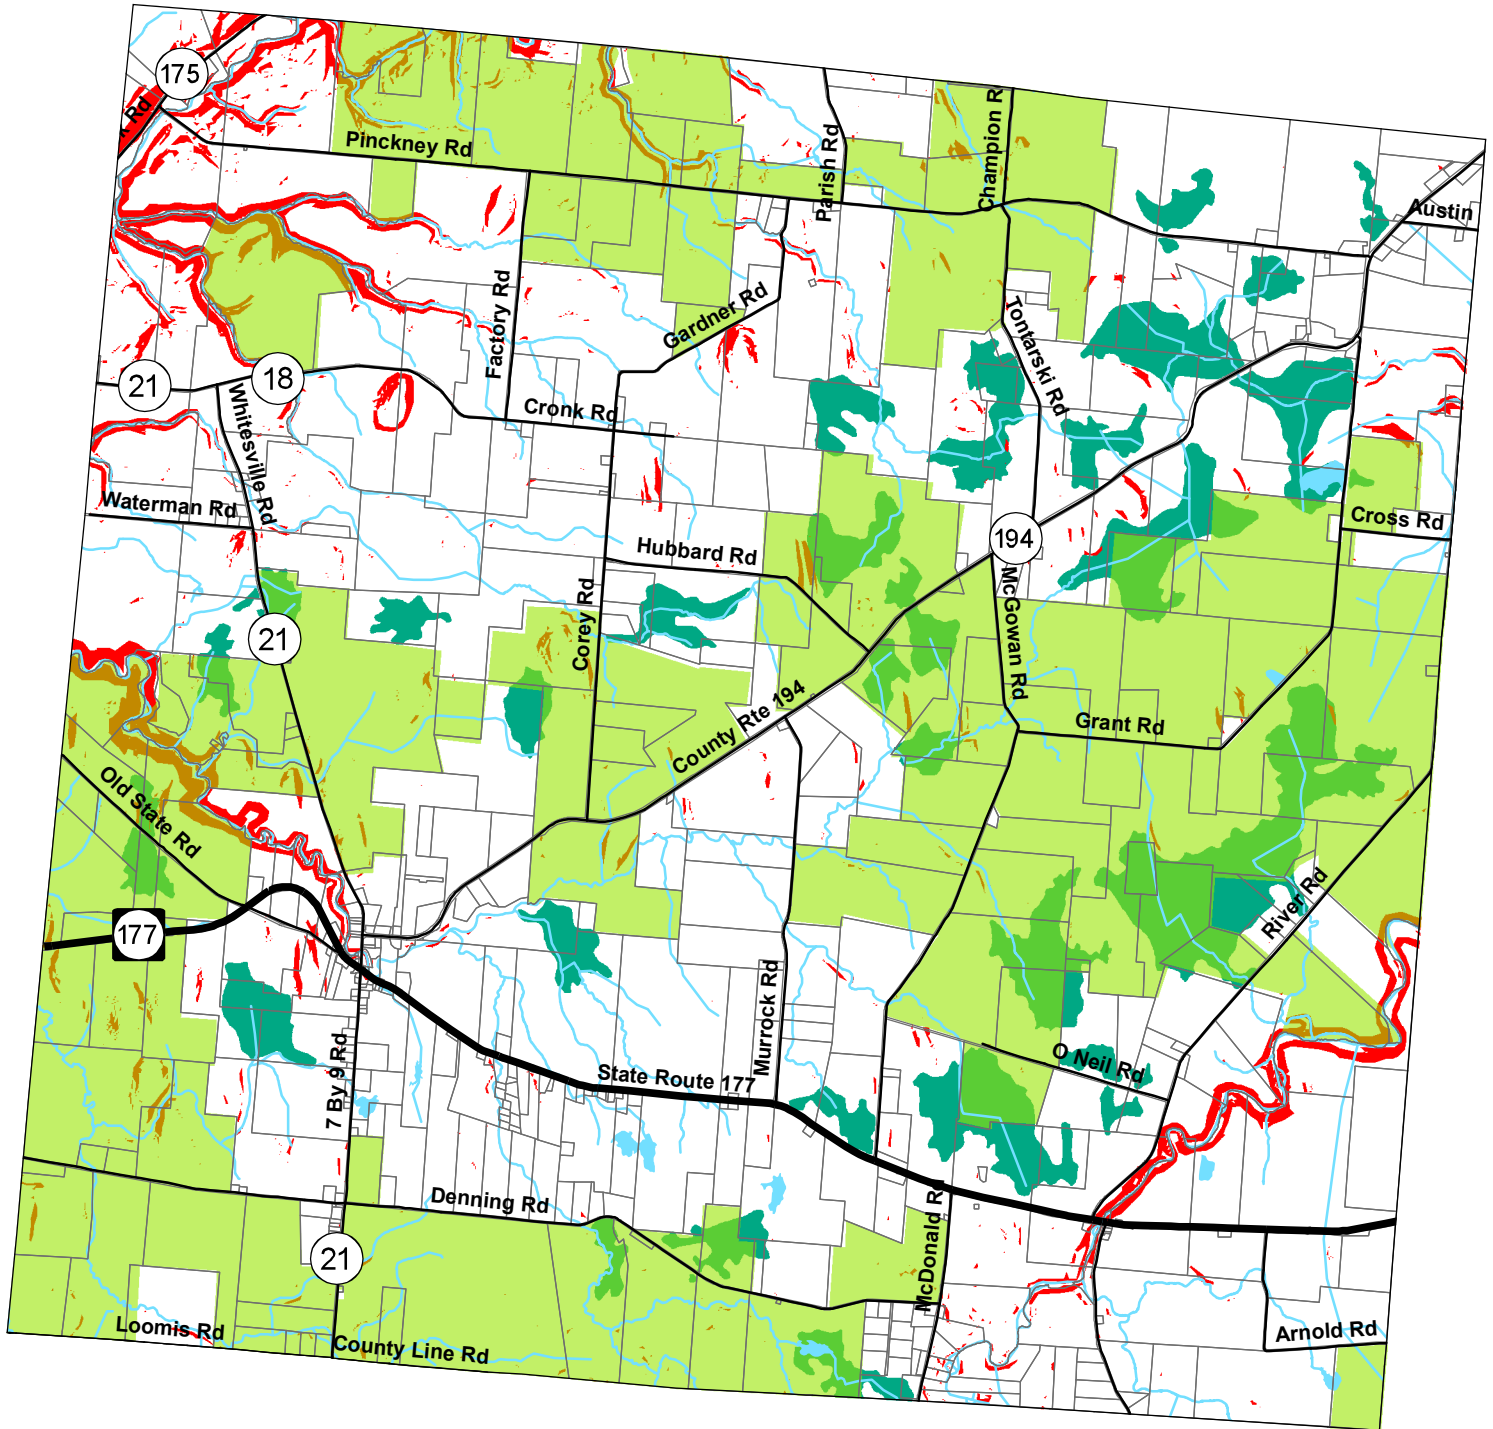 175
Pinckney Rd
Parish Rd
Champion R
Austin
Factory Rd
Gardner Rd
Tontarski Rd
21
18
Whitesville Rd
Cronk Rd
Waterman Rd
Cross Rd
194
Hubbard Rd
Corey Rd
McGowan Rd
21
County Rte 194
Grant Rd
Old State Rd
177
River Rd
Murrock Rd
7 By 9 Rd
State Route 177
O Neil Rd
Denning Rd
McDonald R
21
Loomis Rd
County Line Rd
Arnold Rd